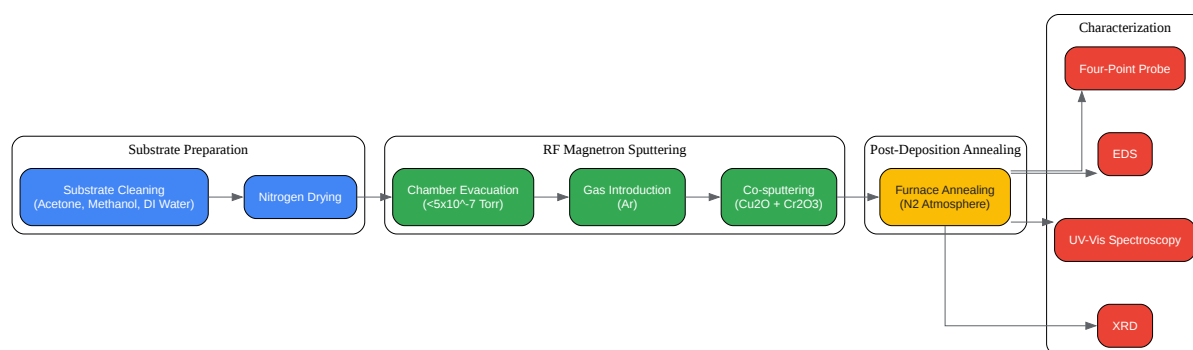 Substrate Preparation
Substrate Cleaning
(Acetone, Methanol, DI Water)
Nitrogen Drying
RF Magnetron Sputtering
Chamber Evacuation
(<5x10^-7 Torr)
Gas Introduction
(Ar)
Co-sputtering
(Cu2O + Cr2O3)
Post-Deposition Annealing
Furnace Annealing
(N2 Atmosphere)
Characterization
Four-Point Probe
EDS
UV-Vis Spectroscopy
XRD